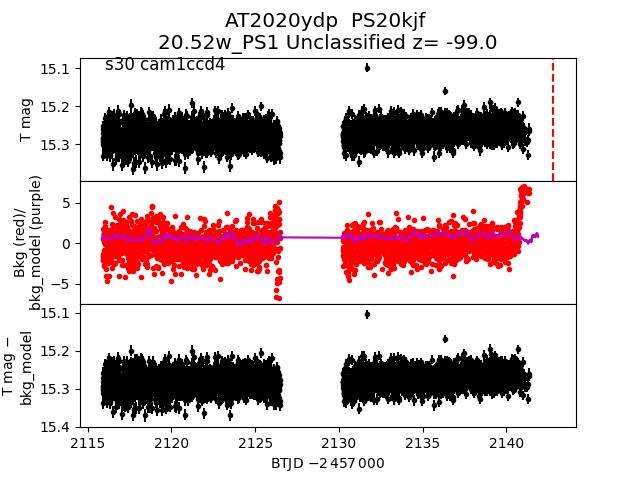 AT2020ydp  PS20kjf
20.52w_PS1 Unclassified z= -99.0
s30 cam1ccd4
T mag
15.1
15.2
15.3
Bkg (red)/
bkg_model (purple)
5
0
−5
T mag −
bkg_model
15.1
15.2
15.3
15.4
2115 2120 2125 2130 2135 2140
BTJD −2 457 000